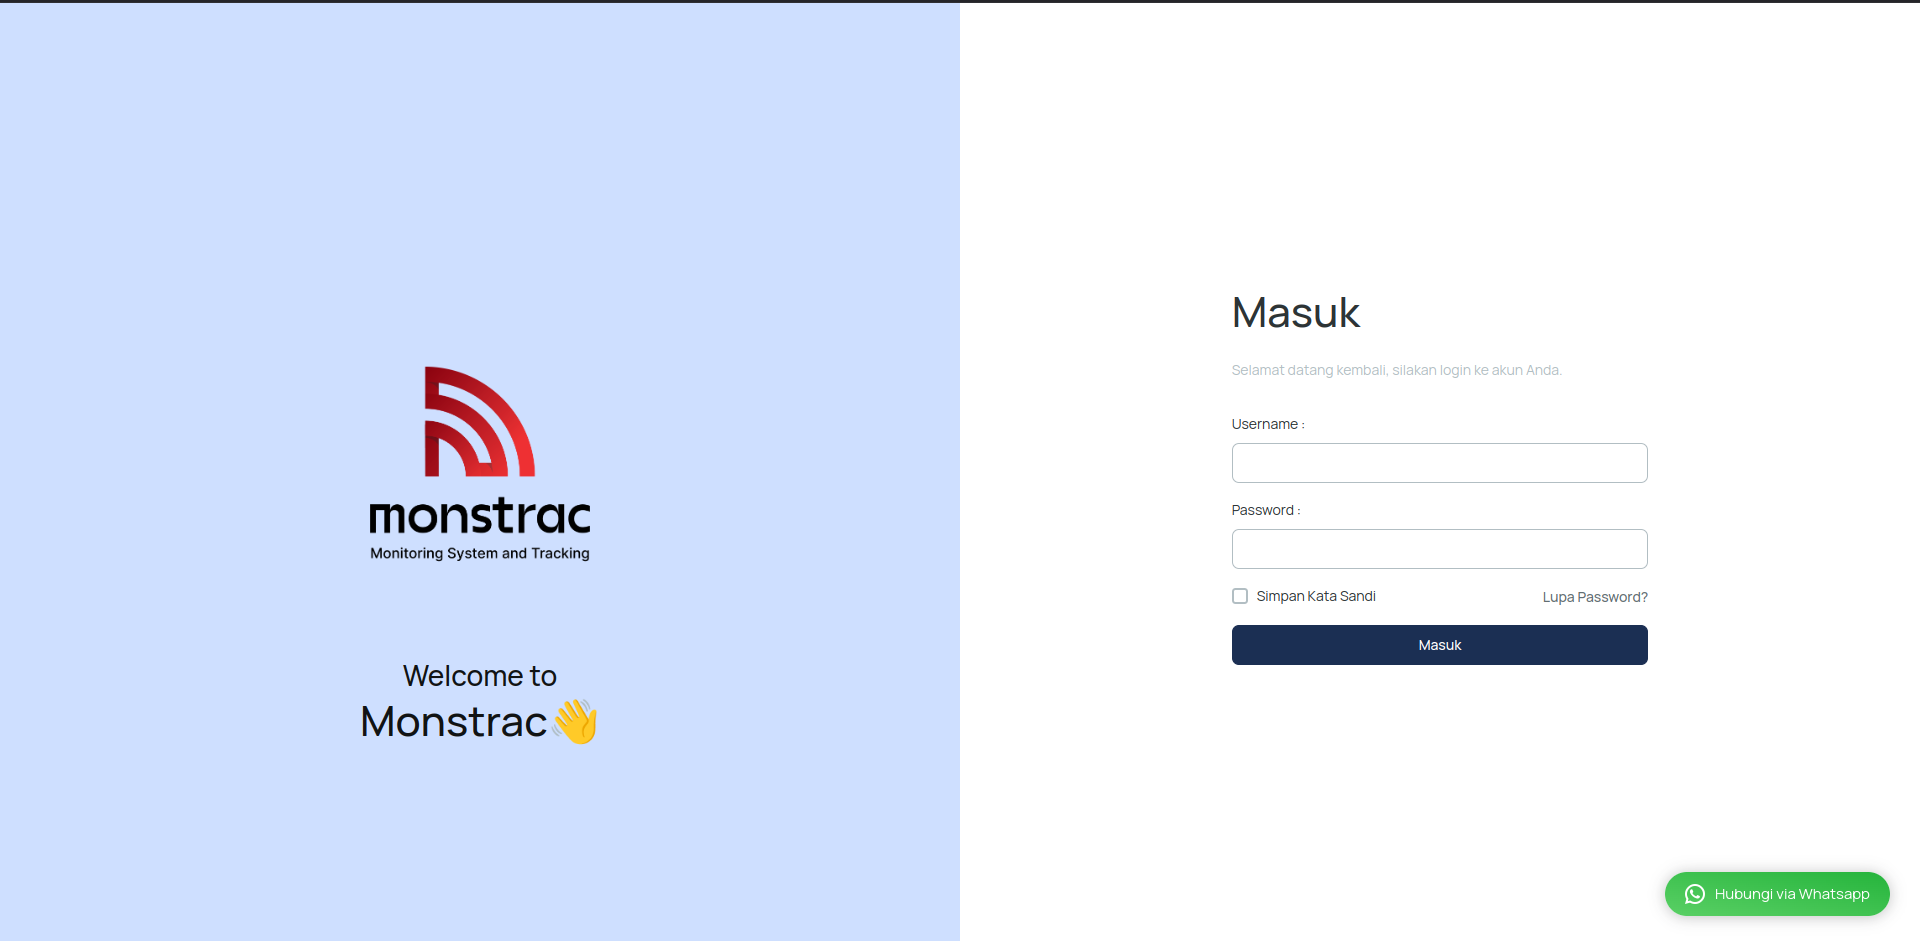 monstrac
Monitoring System and Tracking
Welcome to
Monstrac👋
Masuk
Selamat datang kembali, silakan login ke akun Anda.
Username :
Password :
Simpan Kata Sandi
Lupa Password?
Masuk
Hubungi via Whatsapp